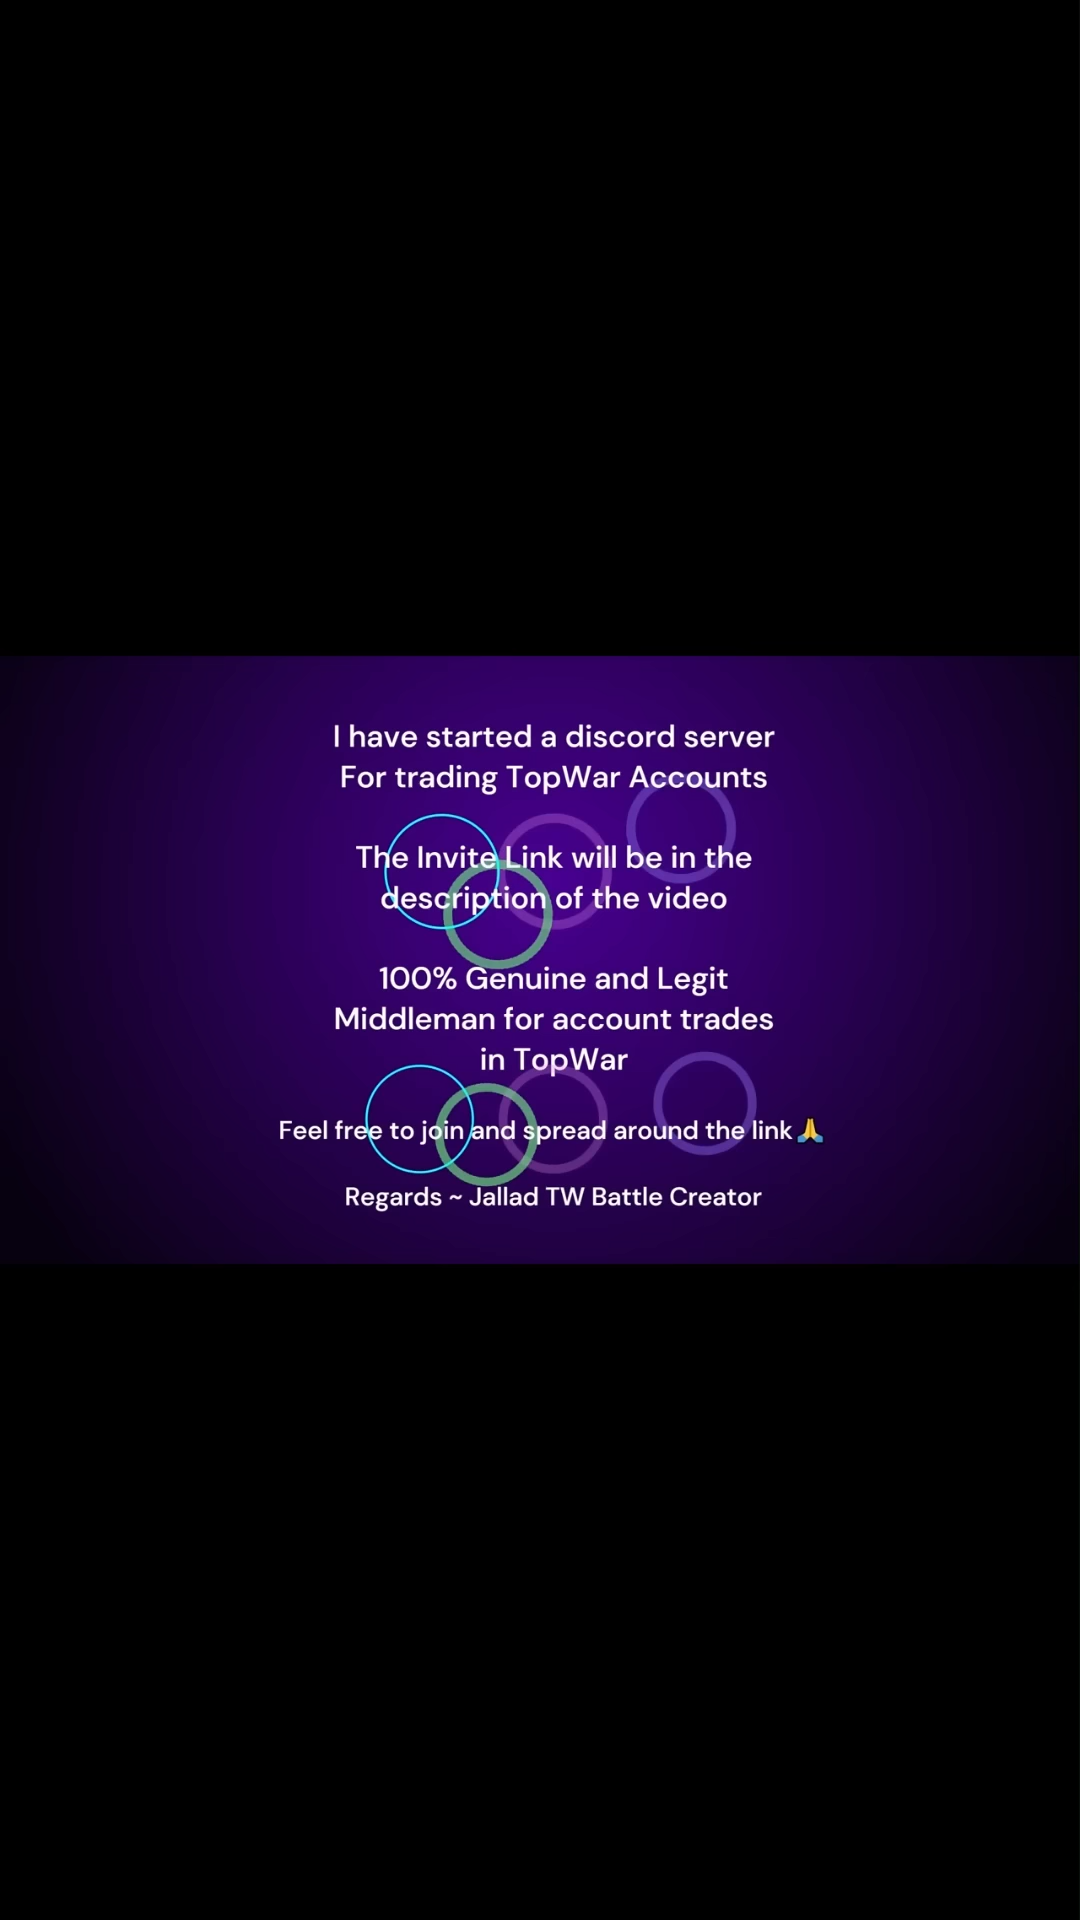 I have started a discord server
For trading TopWar Accounts
The Invite Link will be in the
description of the video
100% Genuine and Legit
Middleman for account trades
in TopWar
Feel free to join and spread around the link🙏
Regards ~ Jallad TW Battle Creator